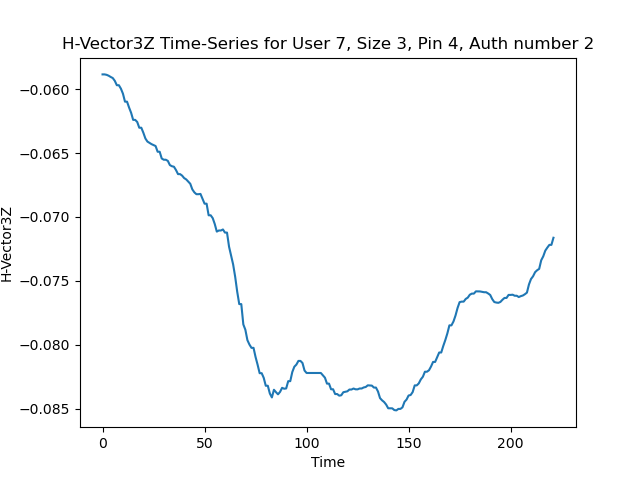 H-Vector3Z Time-Series for User 7, Size 3, Pin 4, Auth number 2
H-Vector3Z
−0.060
−0.065
−0.070
−0.075
−0.080
−0.085
0 50 100 150 200
Time